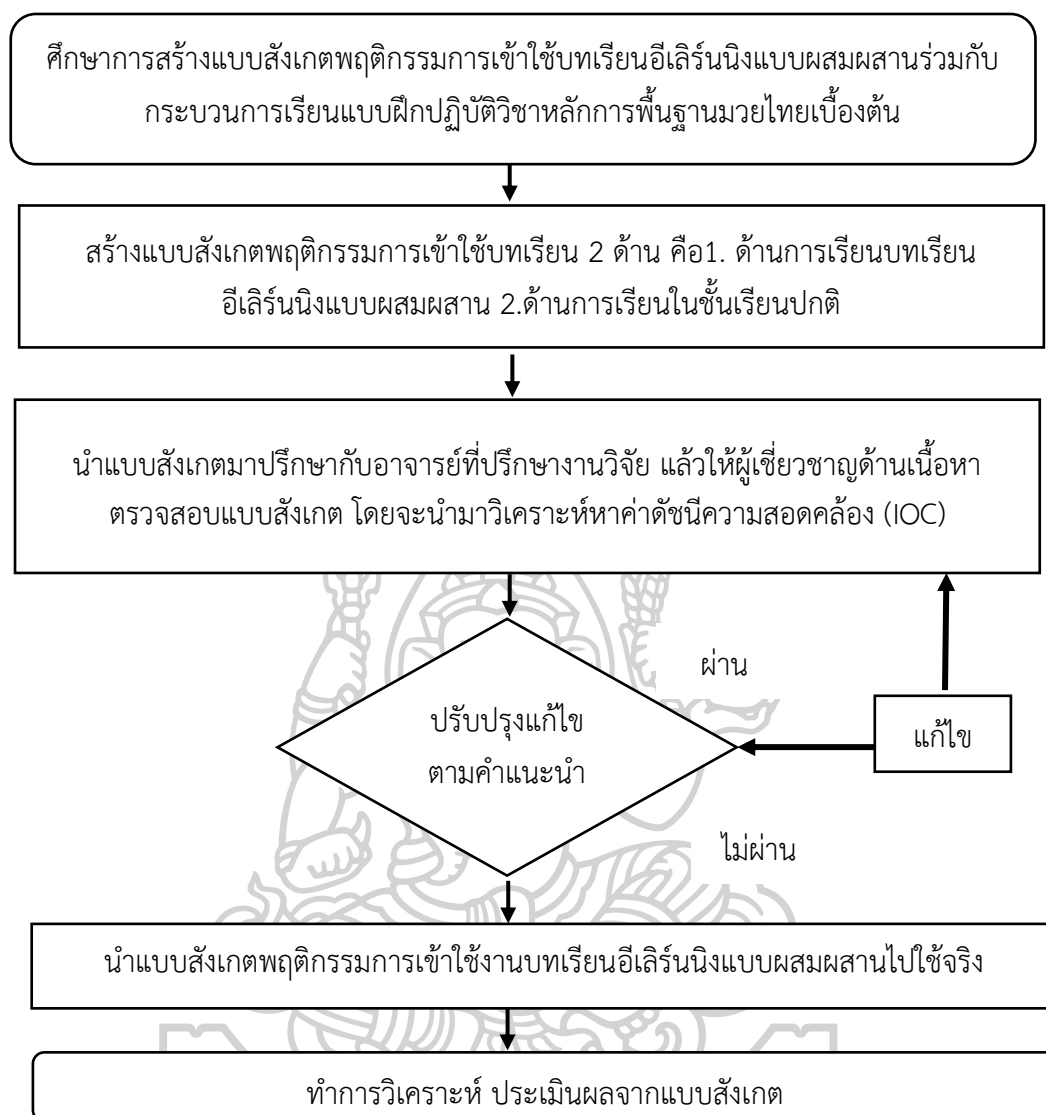 ศึกษาการสร้างแบบสังเกตพฤติกรรมการเข้าใช้บทเรียนอีเลิร์นนิงแบบผสมผสานร่วมกับ
กระบวนการเรียนแบบฝึกปฏิบัติวิชาหลักการพื้นฐานมวยไทยเบื้องต้น
สร้างแบบสังเกตพฤติกรรมการเข้าใช้บทเรียน 2 ด้าน คือ1. ด้านการเรียนบทเรียน
อีเลิร์นนิงแบบผสมผสาน 2.ด้านการเรียนในชั้นเรียนปกติ
นำแบบสังเกตมาปรึกษากับอาจารย์ที่ปรึกษางานวิจัย แล้วให้ผู้เชี่ยวชาญด้านเนื้อหา
ตรวจสอบแบบสังเกต โดยจะนำมาวิเคราะห์หาค่าดัชนีความสอดคล้อง (IOC)
ผ่าน
ปรับปรุงแก้ไข
ตามคำแนะนำ
แก้ไข
ไม่ผ่าน
นำแบบสังเกตพฤติกรรมการเข้าใช้งานบทเรียนอีเลิร์นนิงแบบผสมผสานไปใช้จริง
ทำการวิเคราะห์ ประเมินผลจากแบบสังเกต